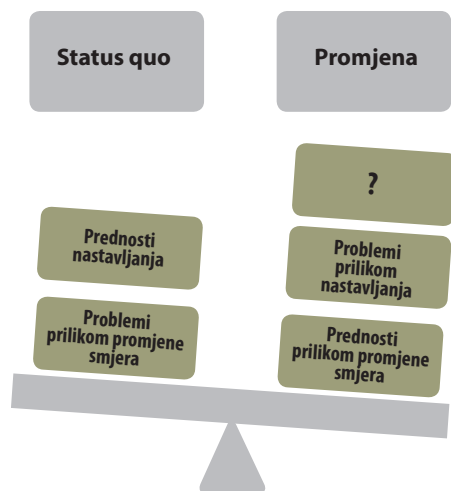 Status quo
Promjena
?
Prednosti
nastavljanja
Problemi
prilikom
nastavljanja
Problemi
prilikom promjene
smjera
Prednosti
prilikom promjene
smjera